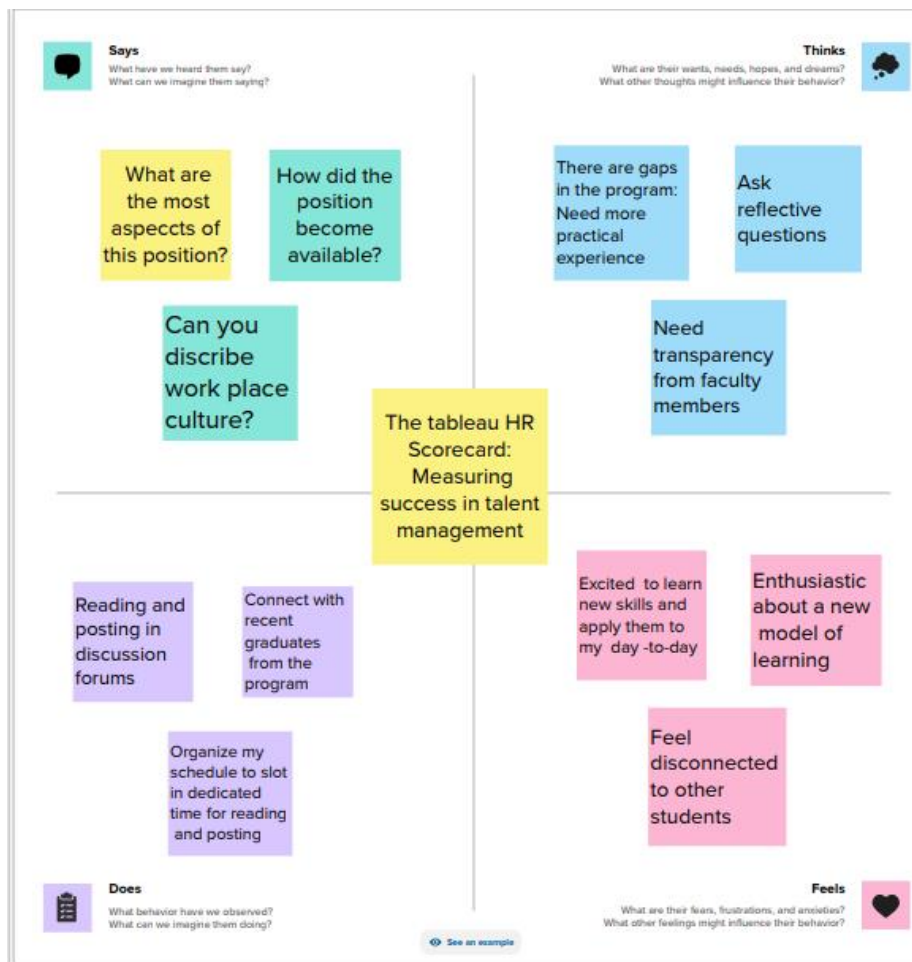 Says
What have we heard them say?
What can we imagine them saying?
Thinks
What are their wants, needs, hopes, and dreams?
What other thoughts might influence their behavior?
What are
the most
aspeccts of
this position?
How did the
position
become
available?
Can you
discribe
work place
culture?
There are gaps
in the program:
Need more
practical
experience
Ask
reflective
questions
Need
transparency
from faculty
members
The tableau HR
Scorecard:
Measuring
success in talent
management
Reading and
posting in
discussion
forums
Connect with
recent
graduates
from the
program
Organize my
schedule to slot
in dedicated
time for reading
and posting
Excited to learn
new skills and
apply them to
my day -to-day
Enthusiastic
about a new
model of
learning
Feel
disconnected
to other
students
Does
What behavior have we observed?
What can we imagine them doing?
Feels
What are their fears, frustrations, and anxieties?
What other feelings might influence their behavior?
See an example